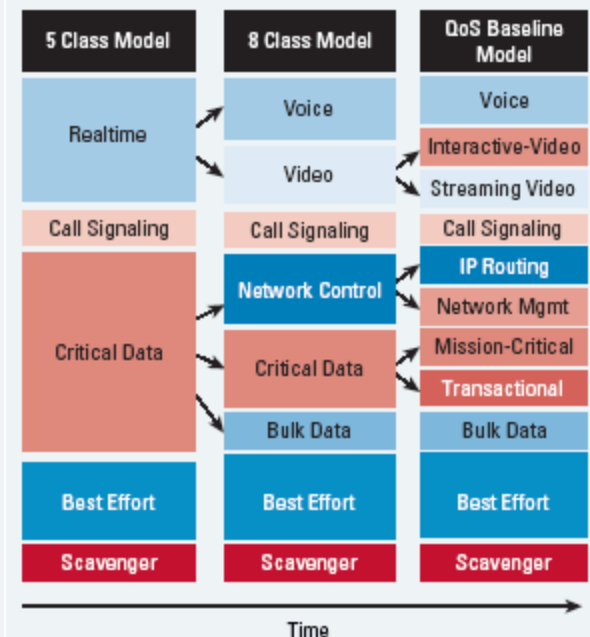 5 Class Model
8 Class Model
QoS Baseline
Model
Realtime
Voice
Voice
Video
Interactive-Video
Streaming Video
Call Signaling
Call Signaling
Call Signaling
Critical Data
Network Control
IP Routing
Network Mgmt
Critical Data
Mission-Critical
Transactional
Bulk Data
Bulk Data
Best Effort
Best Effort
Best Effort
Scavenger
Scavenger
Scavenger
Time